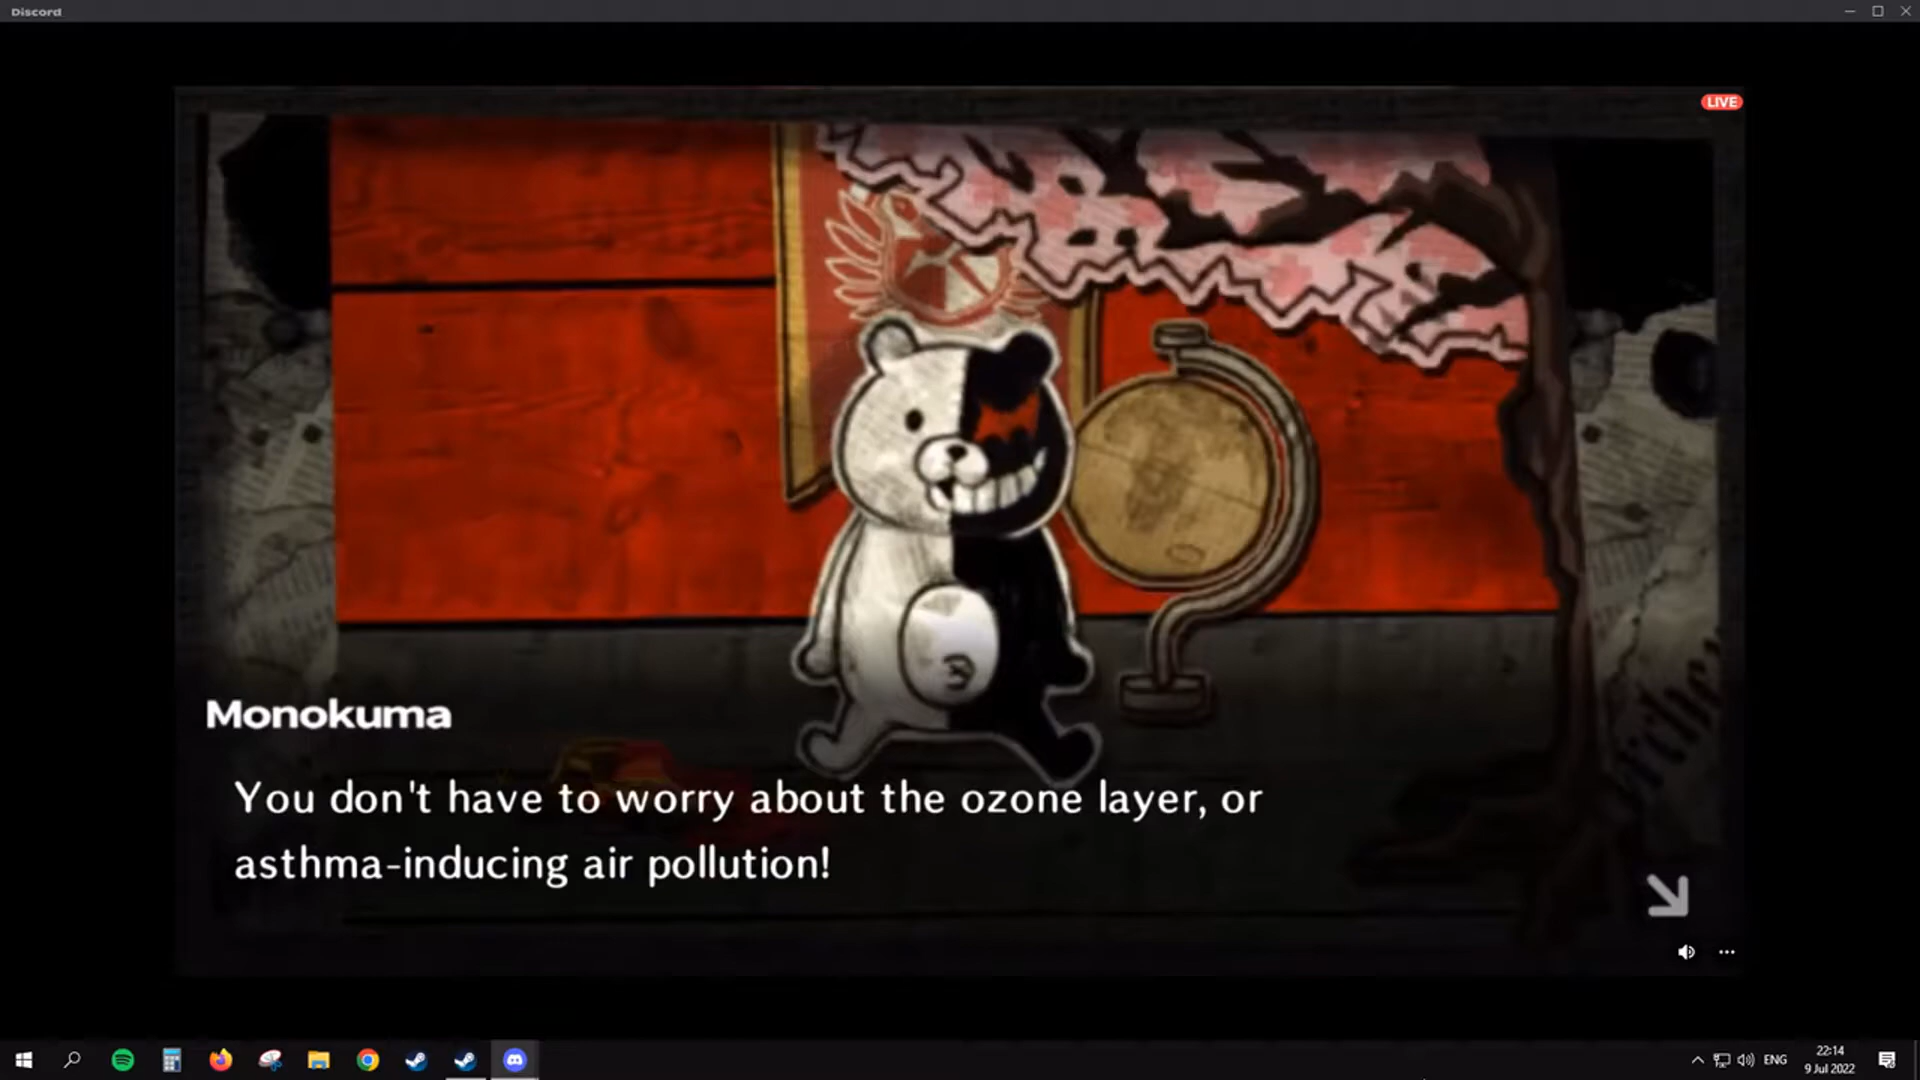 Discord
LIVE
Monokuma
You don't have to worry about the ozone layer, or
asthma-inducing air pollution!
ENG
22:14
9 Jul 2022